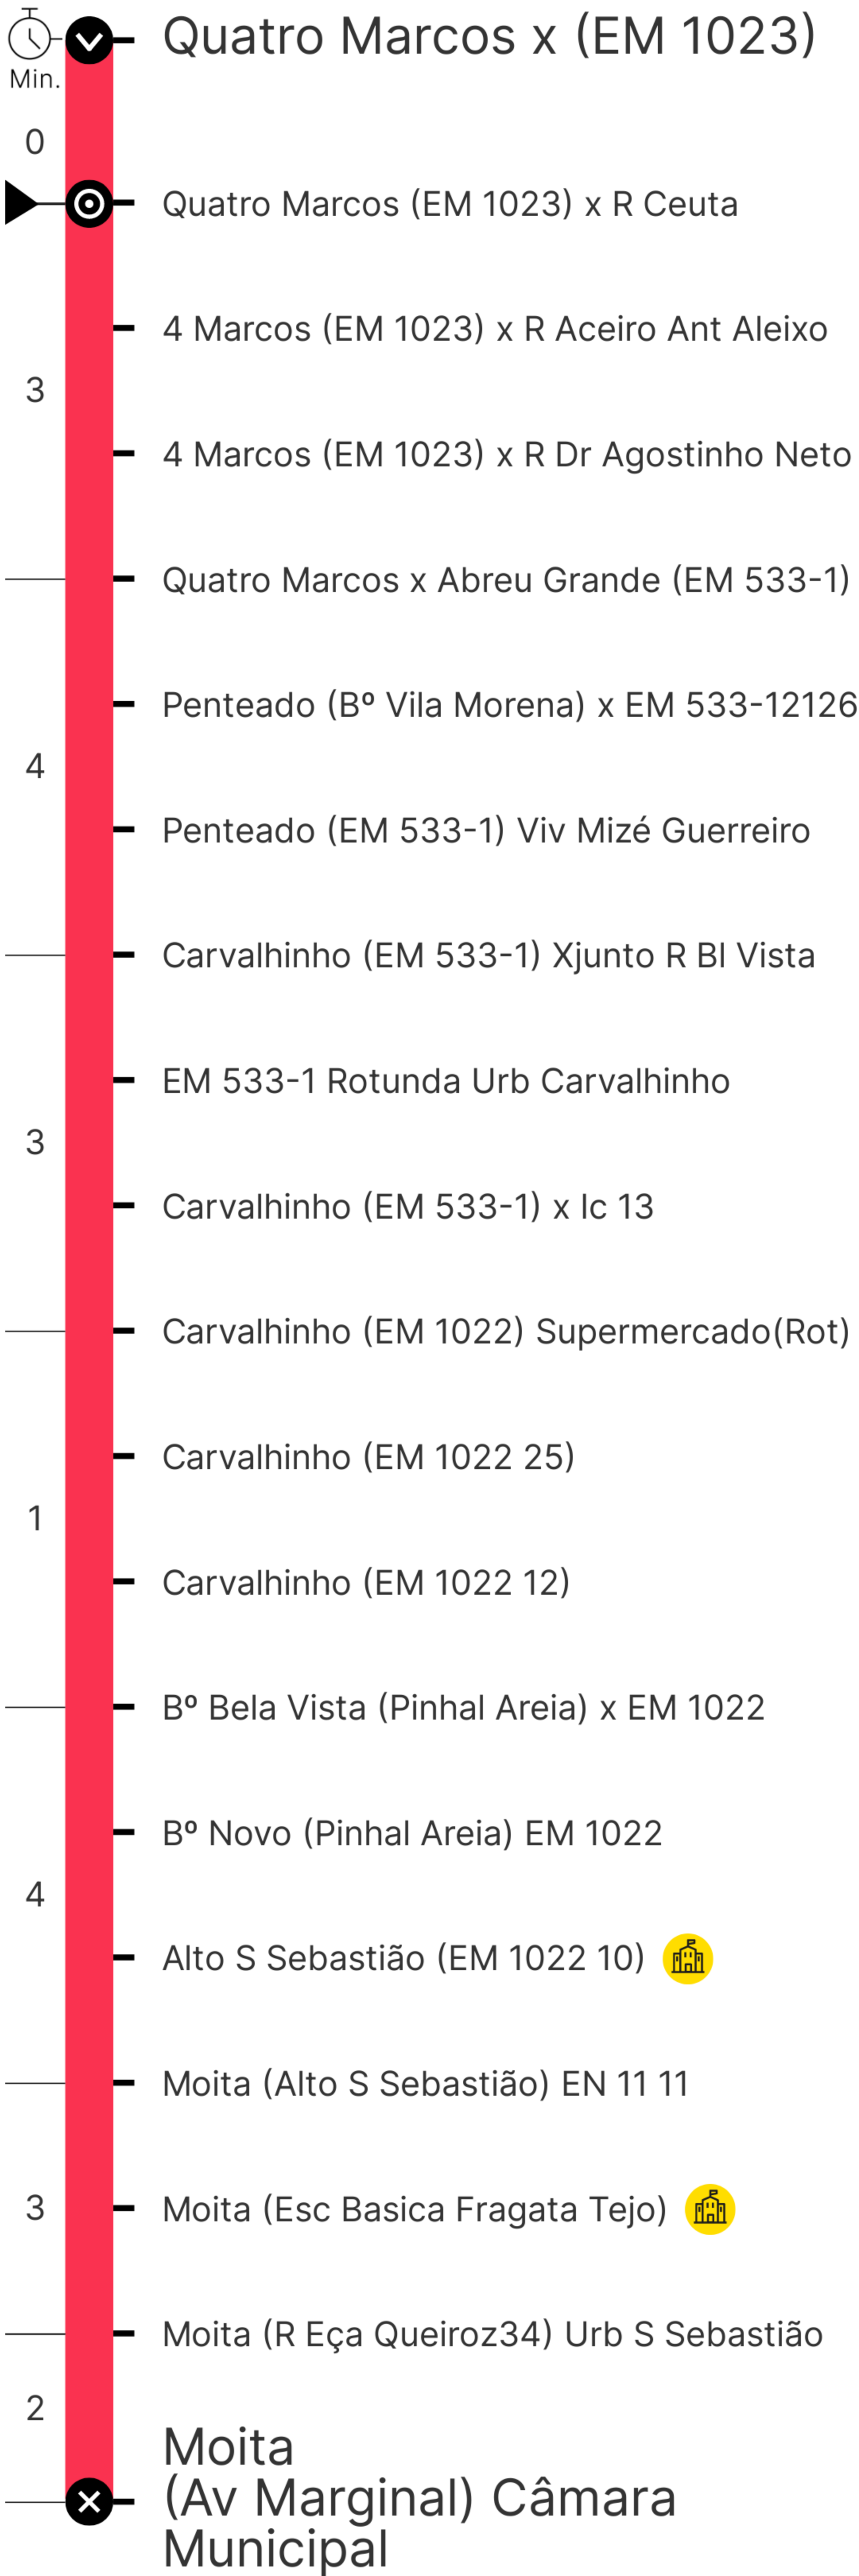 Quatro Marcos x (EM 1023)
Min.
0
Quatro Marcos (EM 1023) x R Ceuta
4 Marcos (EM 1023) x R Aceiro Ant Aleixo
3
4 Marcos (EM 1023) x R Dr Agostinho Neto
Quatro Marcos x Abreu Grande (EM 533-1)
Penteado (Bº Vila Morena) x EM 533-12126
4
Penteado (EM 533-1) Viv Mizé Guerreiro
Carvalhinho (EM 533-1) Xjunto R Bl Vista
EM 533-1 Rotunda Urb Carvalhinho
3
Carvalhinho (EM 533-1) x Ic 13
Carvalhinho (EM 1022) Supermercado(Rot)
Carvalhinho (EM 1022 25)
1
Carvalhinho (EM 1022 12)
Bº Bela Vista (Pinhal Areia) x EM 1022
Bº Novo (Pinhal Areia) EM 1022
4
Alto S Sebastião (EM 1022 10)
Moita (Alto S Sebastião) EN 11 11
3
Moita (Esc Basica Fragata Tejo)
Moita (R Eça Queiroz34) Urb S Sebastião
2
Moita
(Av Marginal) Câmara
Municipal